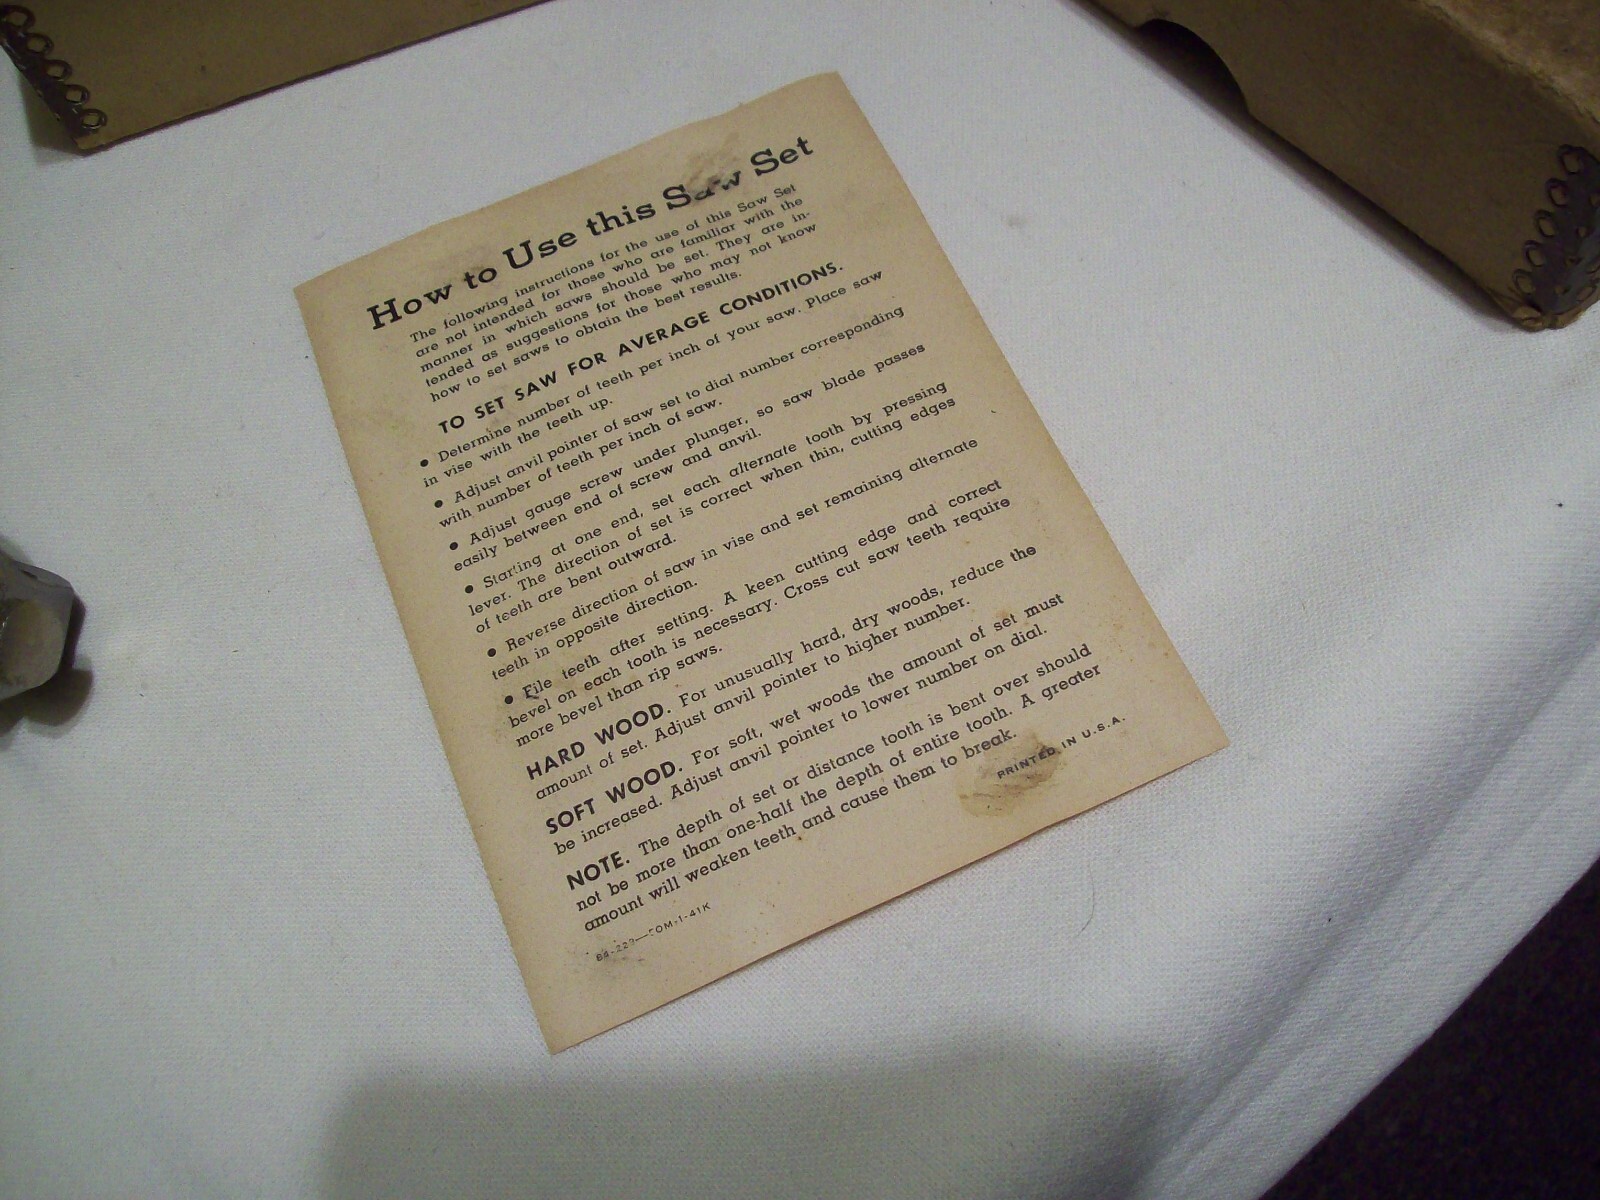 How to Use this Saw Set
The following instructions for the use of this Saw Set
are not intended for those who are familiar with the
manner in which saws should be set. They are in-
tended as suggestions for those who may not know
how to set saws to obtain the best results.
TO SET SAW FOR AVERAGE CONDITIONS.
● Determine number of teeth per inch of your saw. Place saw
in vise with the teeth up.
● Adjust anvil pointer of saw set to dial number corresponding
with number of teeth per inch of saw.
● Adjust gauge screw under plunger, so saw blade passes
easily between end of screw and anvil.
● Starting at one end, set each alternate tooth by pressing
lever. The direction of set is correct when thin, cutting edges
of teeth are bent outward.
● Reverse direction of saw in vise and set remaining alternate
teeth in opposite direction.
● File teeth after setting. A keen cutting edge and correct
bevel on each tooth is necessary. Cross cut saw teeth require
more bevel than rip saws.
HARD WOOD. For unusually hard, dry woods, reduce the
amount of set. Adjust anvil pointer to higher number.
SOFT WOOD. For soft, wet woods the amount of set must
be increased. Adjust anvil pointer to lower number on dial.
NOTE. The depth of set or distance tooth is bent over should
not be more than one-half the depth of entire tooth. A greater
amount will weaken teeth and cause them to break.
PRINTED IN U.S.A.